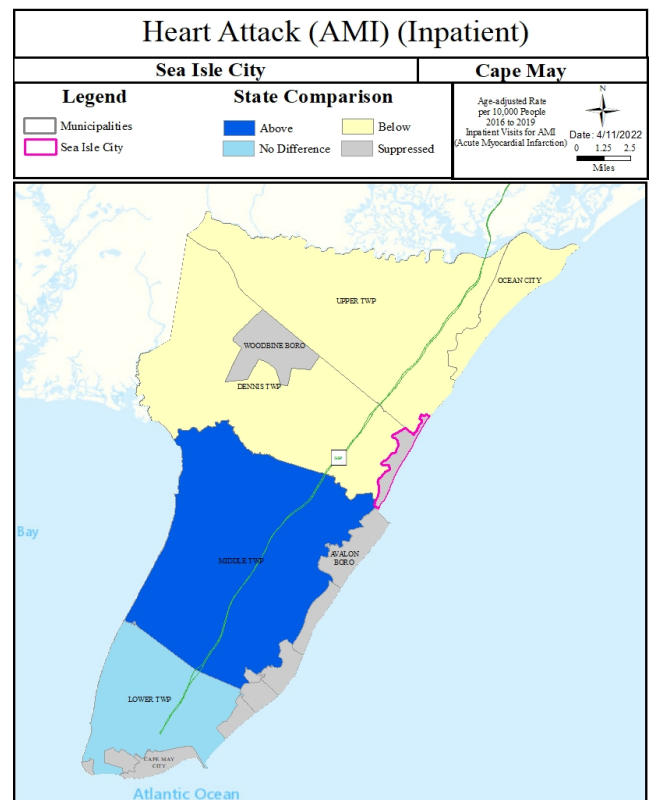 Heart Attack (AMI) (Inpatient)
Sea Isle City
Cape May
Legend
Municipalities
Sea Isle City
State Comparison
Above
Below
No Difference
Suppressed
Age-adjusted Rate
per 10,000 People
2016 to 2019
Inpatient Visits for AMI
(Acute Myocardial Infarction)
N
Date: 4/11/2022
0 1.25 2.5
Miles
OCEAN CITY
UPPER TWP
WOODBINE BORO
DENNIS TWP
GSP
Bay
AVALON
BORO
MIDDLE TWP
LOWER TWP
CAPE MAY
CITY
Atlantic Ocean